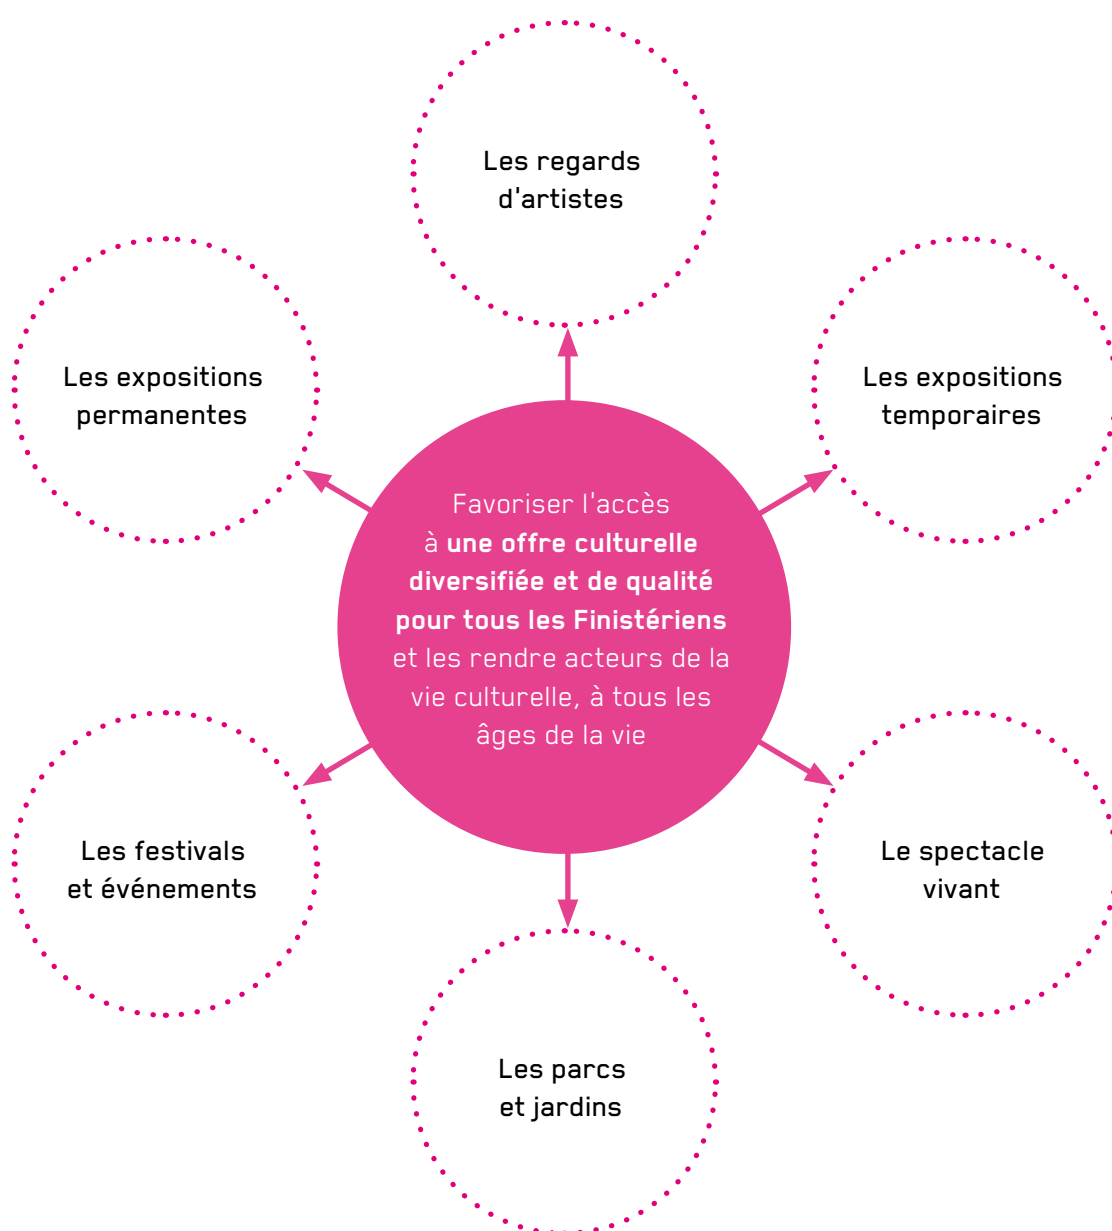 Les regards
d'artistes
Les expositions
permanentes
Les expositions
temporaires
Favoriser l'accès
à une offre culturelle
diversifiée et de qualité
pour tous les Finistériens
et les rendre acteurs de la
vie culturelle, à tous les
âges de la vie
Les festivals
et événements
Le spectacle
vivant
Les parcs
et jardins